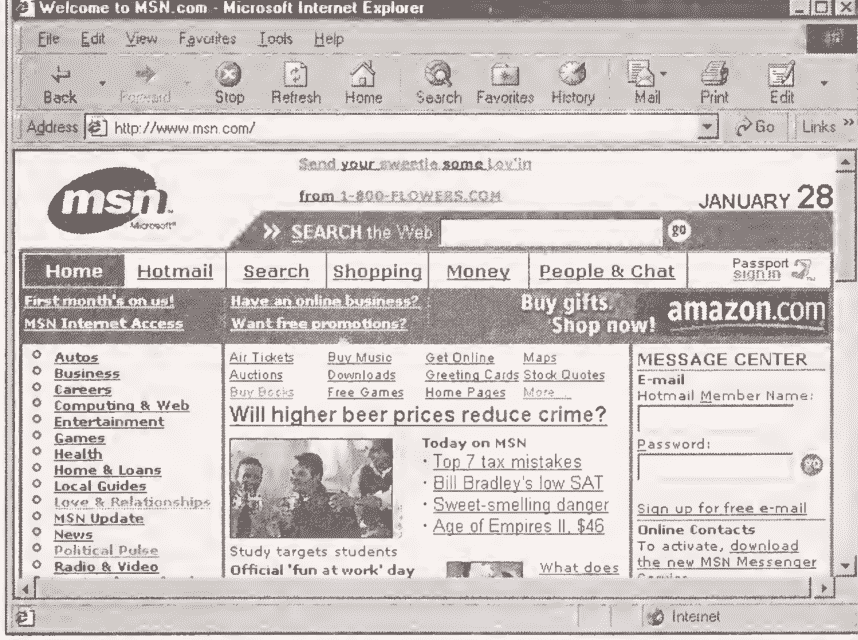 Welcome to MSN.com - Microsoft Internet Explorer
File Edit View Favorites Tools Help
Back Forward Stop Refresh Home Search Favorites History Mail Print Edit
Address http://www.msn.com/ Go Links »
Send your sweetie some Lov'in
from 1-800-FLOWERS.COM
msn
Microsoft®
JANUARY 28
» SEARCH the Web go
Home Hotmail Search Shopping Money People & Chat Passport sign in
First month's on us!
MSN Internet Access
Have an online business?
Want free promotions?
Buy gifts.
Shop now!
amazon.com
Autos
Business
Careers
Computing & Web
Entertainment
Games
Health
Home & Loans
Local Guides
Love & Relationships
MSN Update
News
Political Pulse
Radio & Video
Air Tickets Buy Music Get Online Maps
Auctions Downloads Greeting Cards Stock Quotes
Buy Books Free Games Home Pages More...
Will higher beer prices reduce crime?
Study targets students
Official 'fun at work' day
Today on MSN
· Top 7 tax mistakes
· Bill Bradley's low SAT
· Sweet-smelling danger
· Age of Empires II, $46
What does
MESSAGE CENTER
E-mail
Hotmail Member Name:
Password:
go
Sign up for free e-mail
Online Contacts
To activate, download
the new MSN Messenger
Internet